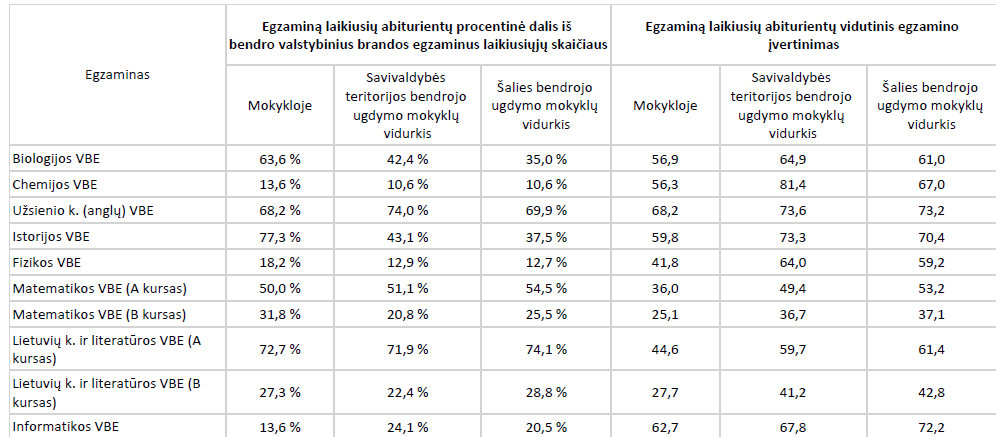 Egzaminas
Egzaminą laikiusių abiturientų procentinė dalis iš
bendro valstybinius brandos egzaminus laikiusiųjų skaičiaus
Egzaminą laikiusių abiturientų vidutinis egzamino
įvertinimas
Mokykloje
Savivaldybės
teritorijos bendrojo
ugdymo mokyklų
vidurkis
Šalies bendrojo
ugdymo mokyklų
vidurkis
Mokykloje
Savivaldybės
teritorijos bendrojo
ugdymo mokyklų
vidurkis
Šalies bendrojo
ugdymo mokyklų
vidurkis
Biologijos VBE 63,6 % 42,4 % 35,0 % 56,9 64,9 61,0
Chemijos VBE 13,6 % 10,6 % 10,6 % 56,3 81,4 67,0
Užsienio k. (anglų) VBE 68,2 % 74,0 % 69,9 % 68,2 73,6 73,2
Istorijos VBE 77,3 % 43,1 % 37,5 % 59,8 73,3 70,4
Fizikos VBE 18,2 % 12,9 % 12,7 % 41,8 64,0 59,2
Matematikos VBE (A kursas) 50,0 % 51,1 % 54,5 % 36,0 49,4 53,2
Matematikos VBE (B kursas) 31,8 % 20,8 % 25,5 % 25,1 36,7 37,1
Lietuvių k. ir literatūros VBE (A
kursas) 72,7 % 71,9 % 74,1 % 44,6 59,7 61,4
Lietuvių k. ir literatūros VBE (B
kursas) 27,3 % 22,4 % 28,8 % 27,7 41,2 42,8
Informatikos VBE 13,6 % 24,1 % 20,5 % 62,7 67,8 72,2